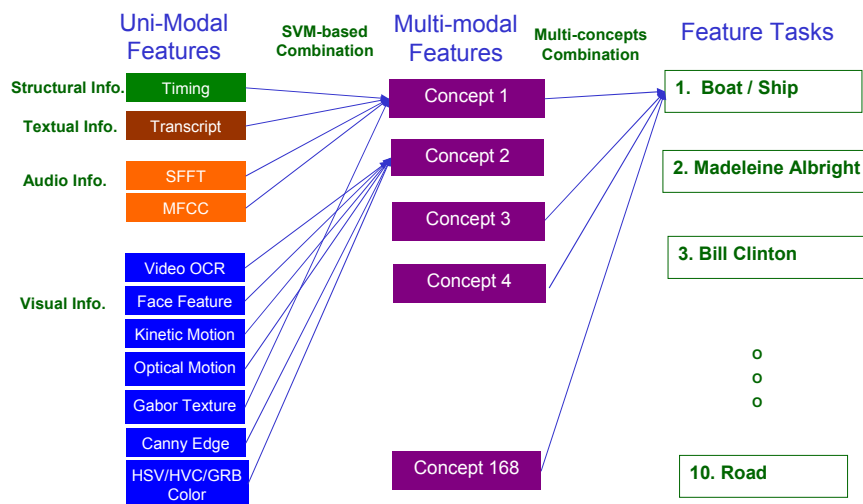 Uni-Modal
Features
SVM-based
Combination
Multi-modal
Features
Multi-concepts
Combination
Feature Tasks
Structural Info.
Timing
Textual Info.
Transcript
Audio Info.
SFFT
MFCC
Visual Info.
Video OCR
Face Feature
Kinetic Motion
Optical Motion
Gabor Texture
Canny Edge
HSV/HVC/GRB
Color
Concept 1
Concept 2
Concept 3
Concept 4
Concept 168
1. Boat / Ship
2. Madeleine Albright
3. Bill Clinton
o
o
o
10. Road